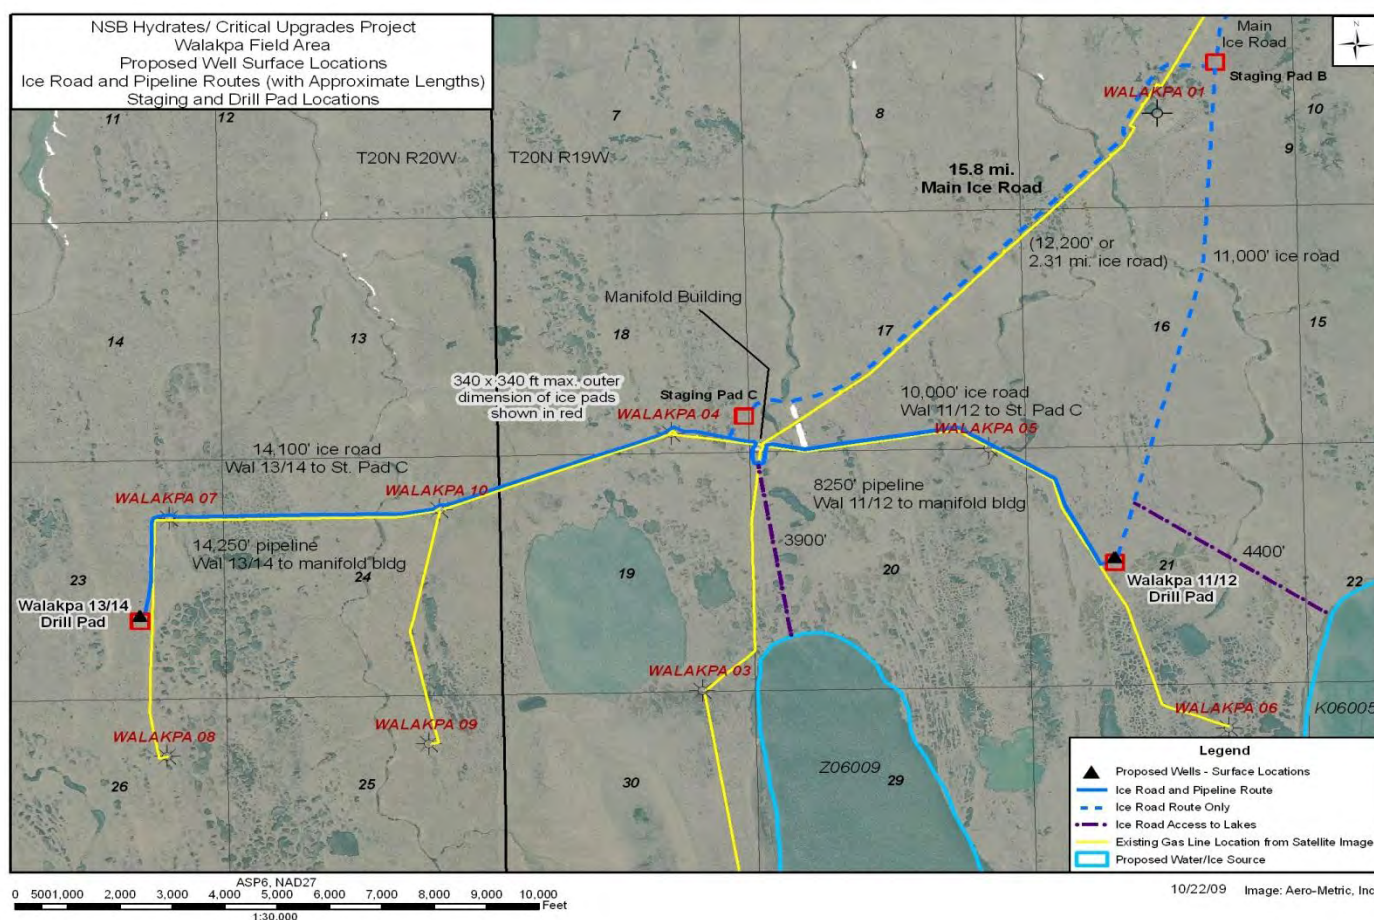 NSB Hydrates/ Critical Upgrades Project
Walakpa Field Area
Proposed Well Surface Locations
Ice Road and Pipeline Routes (with Approximate Lengths)
Staging and Drill Pad Locations
Main
Ice Road
N
Staging Pad B
WALAKPA 01
11
12
7
8
10
9
T20N R20W
T20N R19W
15.8 mi.
Main Ice Road
(12,200' or
2.31 mi. ice road)
11,000' ice road
Manifold Building
14
13
18
17
16
15
340 x 340 ft max. outer
dimension of ice pads
shown in red
Staging Pad C
WALAKPA 04
10,000' ice road
Wal 11/12 to St. Pad C
WALAKPA 05
14,100' ice road
Wal 13/14 to St. Pad C
WALAKPA 07
WALAKPA 10
8250' pipeline
Wal 11/12 to manifold bldg
14,250' pipeline
Wal 13/14 to manifold bldg
3900'
4400'
23
24
19
20
21
22
Walakpa 13/14
Drill Pad
Walakpa 11/12
Drill Pad
WALAKPA 03
WALAKPA 06
K06005
WALAKPA 08
WALAKPA 09
26
25
30
Z06009
29
Legend
Proposed Wells - Surface Locations
Ice Road and Pipeline Route
Ice Road Route Only
Ice Road Access to Lakes
Existing Gas Line Location from Satellite Image
Proposed Water/Ice Source
ASP6, NAD27
0 500 1,000 2,000 3,000 4,000 5,000 6,000 7,000 8,000 9,000 10,000
Feet
1:30,000
10/22/09 Image: Aero-Metric, Inc